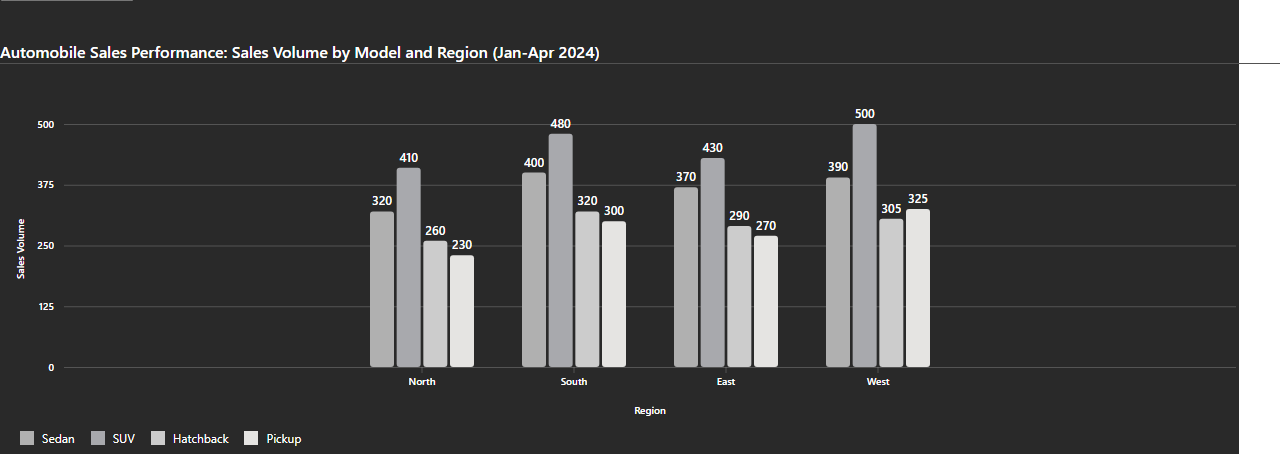 Automobile Sales Performance: Sales Volume by Model and Region (Jan-Apr 2024)
500
375
250
125
0
Sales Volume
320
410
260
230
400
480
320
300
370
430
290
270
390
500
305
325
North
South
East
West
Region
Sedan
SUV
Hatchback
Pickup